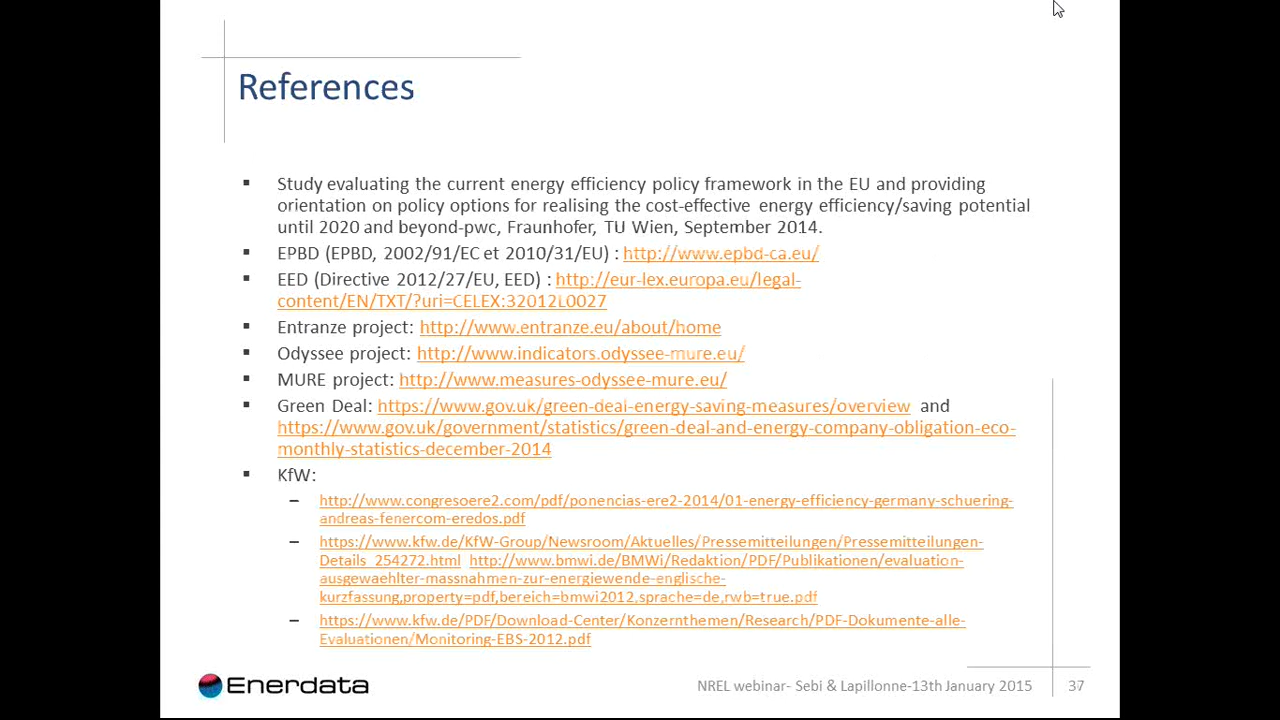 References
▪ Study evaluating the current energy efficiency policy framework in the EU and providing
orientation on policy options for realising the cost-effective energy efficiency/saving potential
until 2020 and beyond-pwc, Fraunhofer, TU Wien, September 2014.
▪ EPBD (EPBD, 2002/91/EC et 2010/31/EU) : http://www.epbd-ca.eu/
▪ EED (Directive 2012/27/EU, EED) : http://eur-lex.europa.eu/legal-
content/EN/TXT/?uri=CELEX:32012L0027
▪ Entranze project: http://www.entranze.eu/about/home
▪ Odyssee project: http://www.indicators.odyssee-mure.eu/
▪ MURE project: http://www.measures-odyssee-mure.eu/
▪ Green Deal: https://www.gov.uk/green-deal-energy-saving-measures/overview and
https://www.gov.uk/government/statistics/green-deal-and-energy-company-obligation-eco-
monthly-statistics-december-2014
▪ KfW:
– http://www.congresoere2.com/pdf/ponencias-ere2-2014/01-energy-efficiency-germany-schuering-
andreas-fenercom-eredos.pdf
– https://www.kfw.de/KfW-Group/Newsroom/Aktuelles/Pressemitteilungen/Pressemitteilungen-
Details_254272.html http://www.bmwi.de/BMWi/Redaktion/PDF/Publikationen/evaluation-
ausgewaehlter-massnahmen-zur-energiewende-englische-
kurzfassung,property=pdf,bereich=bmwi2012,sprache=de,rwb=true.pdf
– https://www.kfw.de/PDF/Download-Center/Konzernthemen/Research/PDF-Dokumente-alle-
Evaluationen/Monitoring-EBS-2012.pdf
Enerdata
NREL webinar- Sebi & Lapillonne-13th January 2015 37